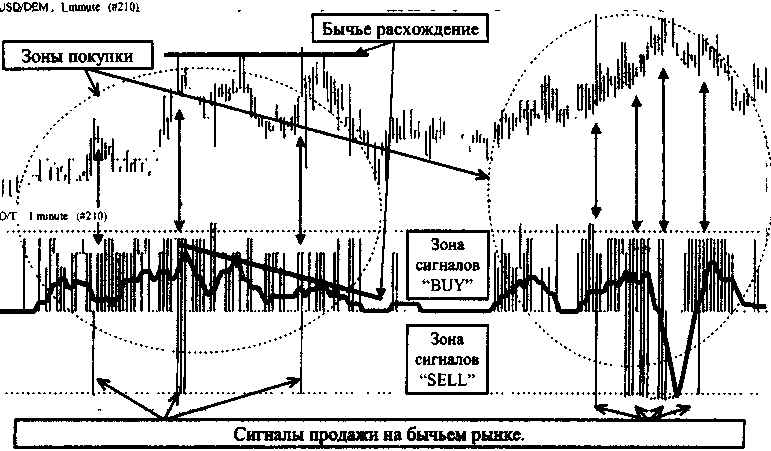 USD/DEM, 1 minute (#210)
Бычье расхождение
Зоны покупки
D/T 1 minute (#210)
Зона
сигналов
“BUY”
Зона
сигналов
“SELL”
Сигналы продажи на бычьем рынке.